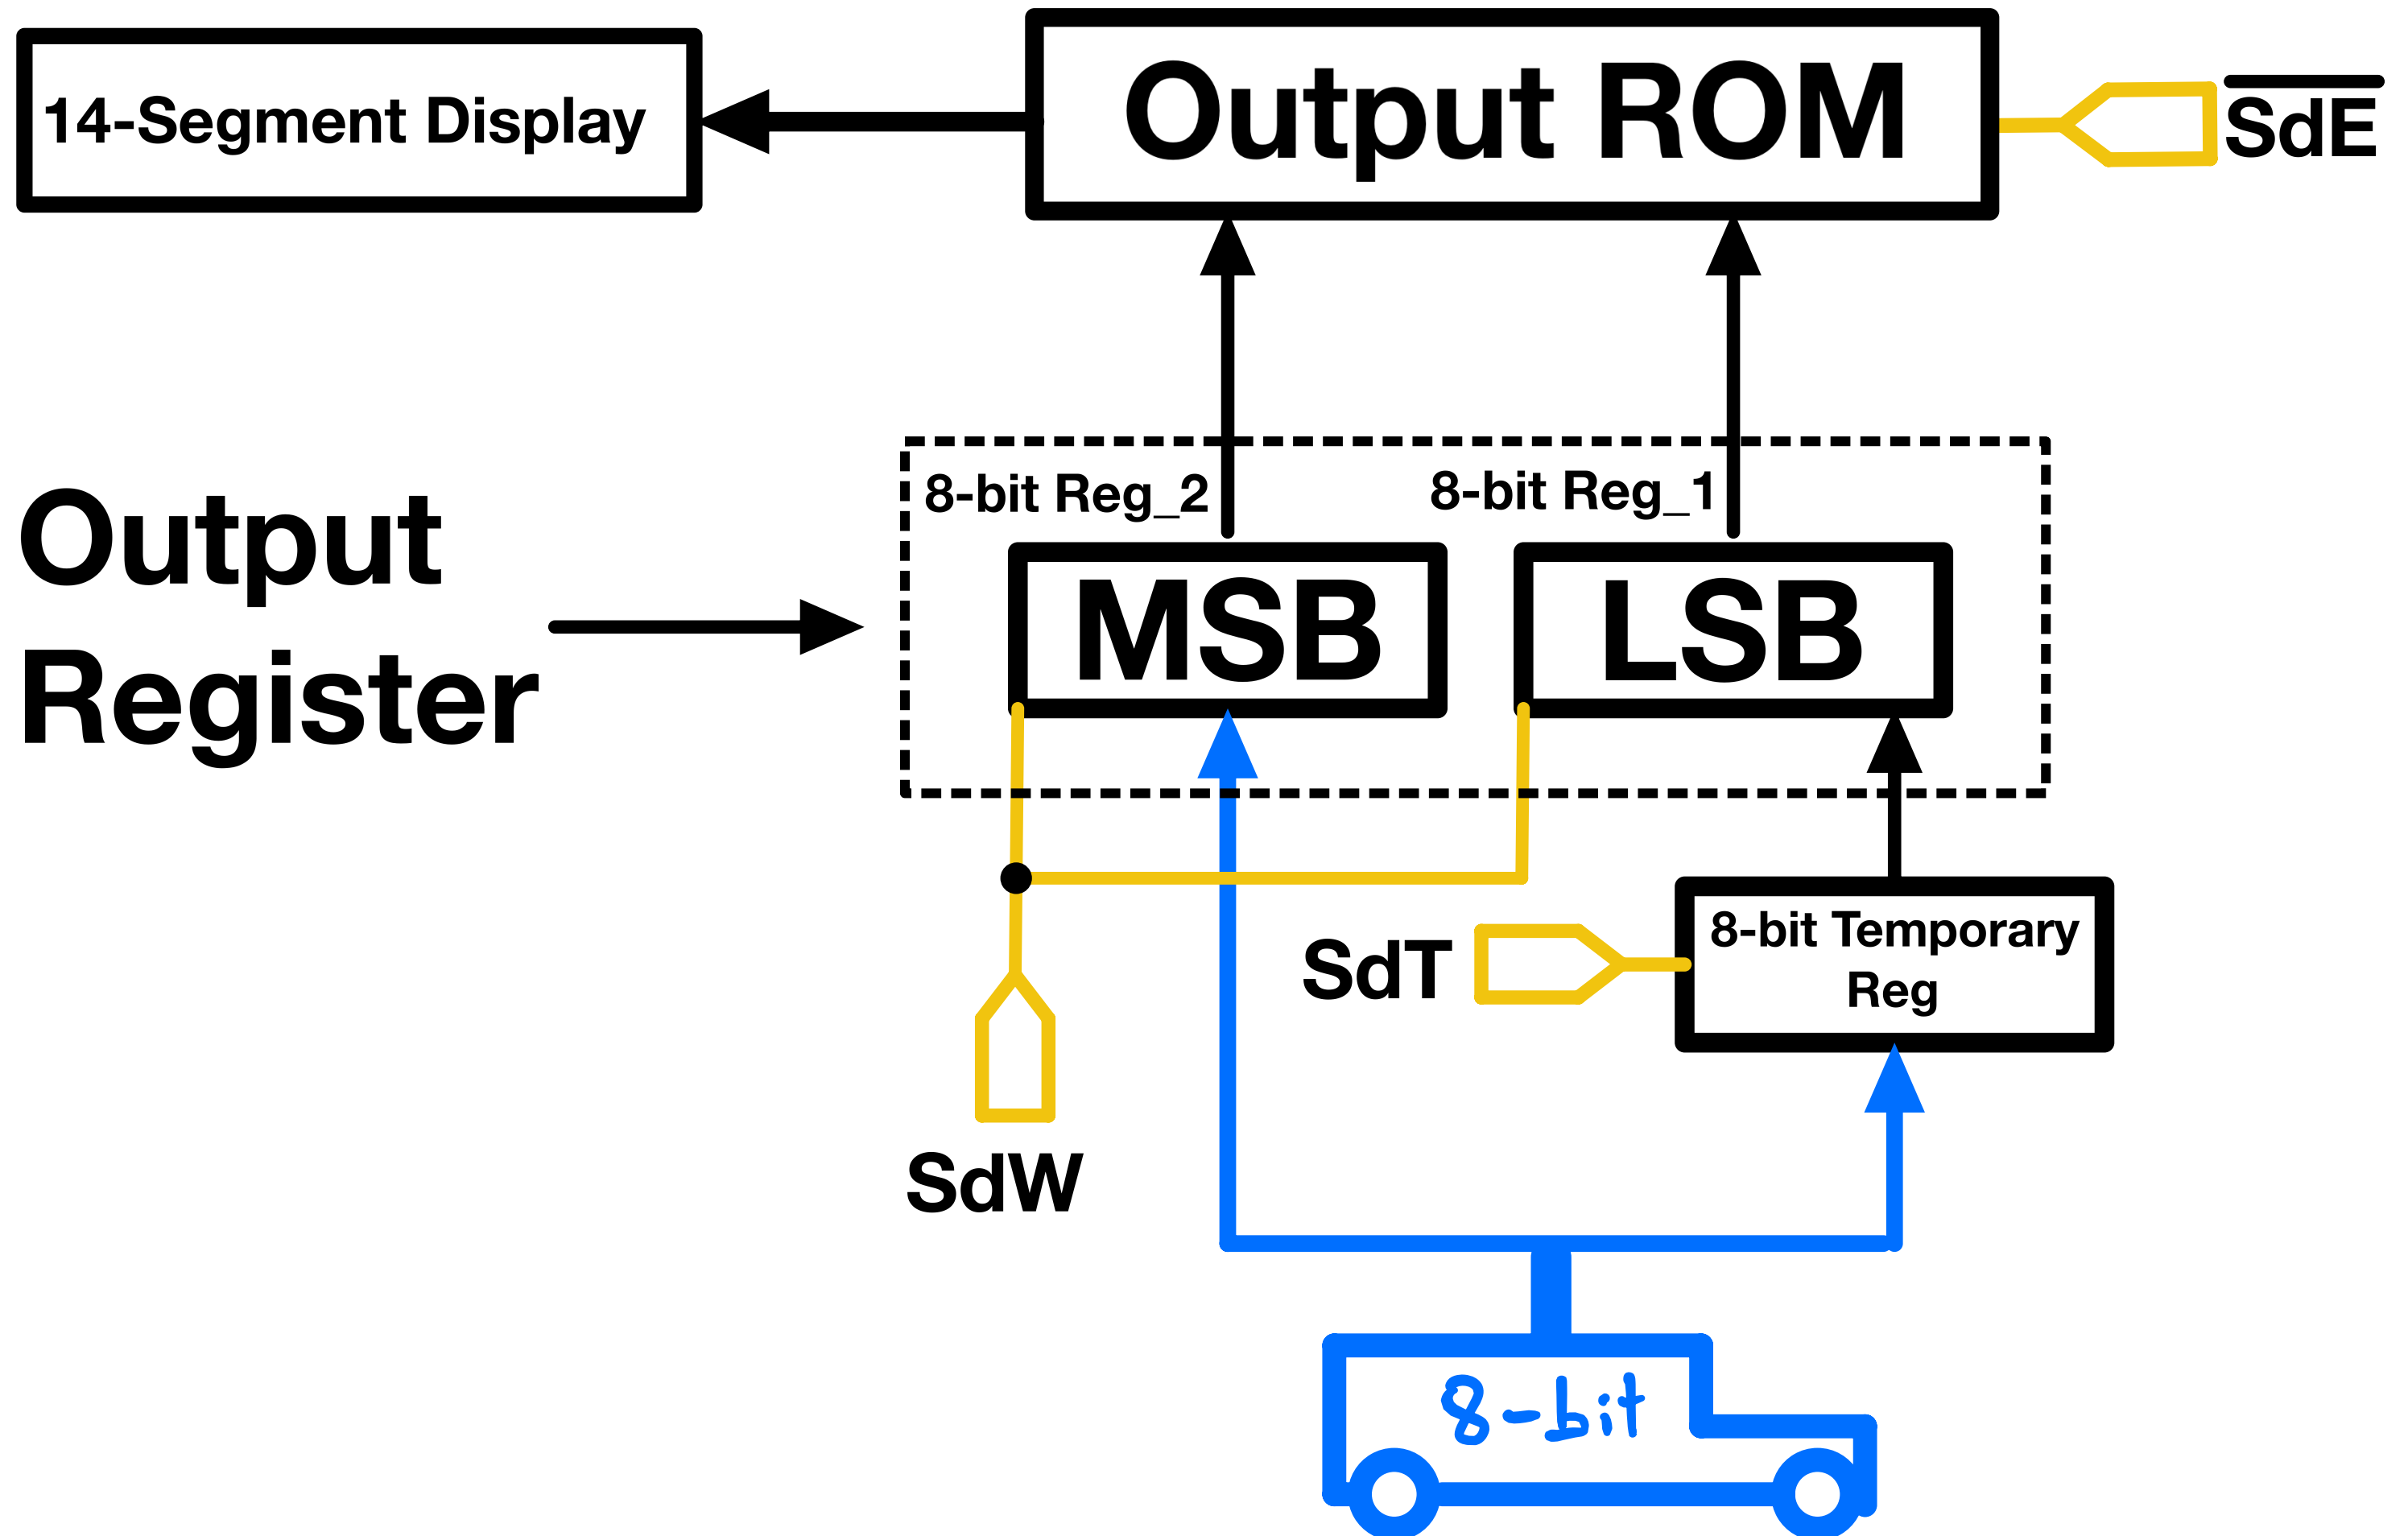 14-Segment Display
Output ROM
SdE
8-bit Reg_2
8-bit Reg_1
Output
Register
MSB
LSB
8-bit Temporary
Reg
SdT
SdW
8-bit